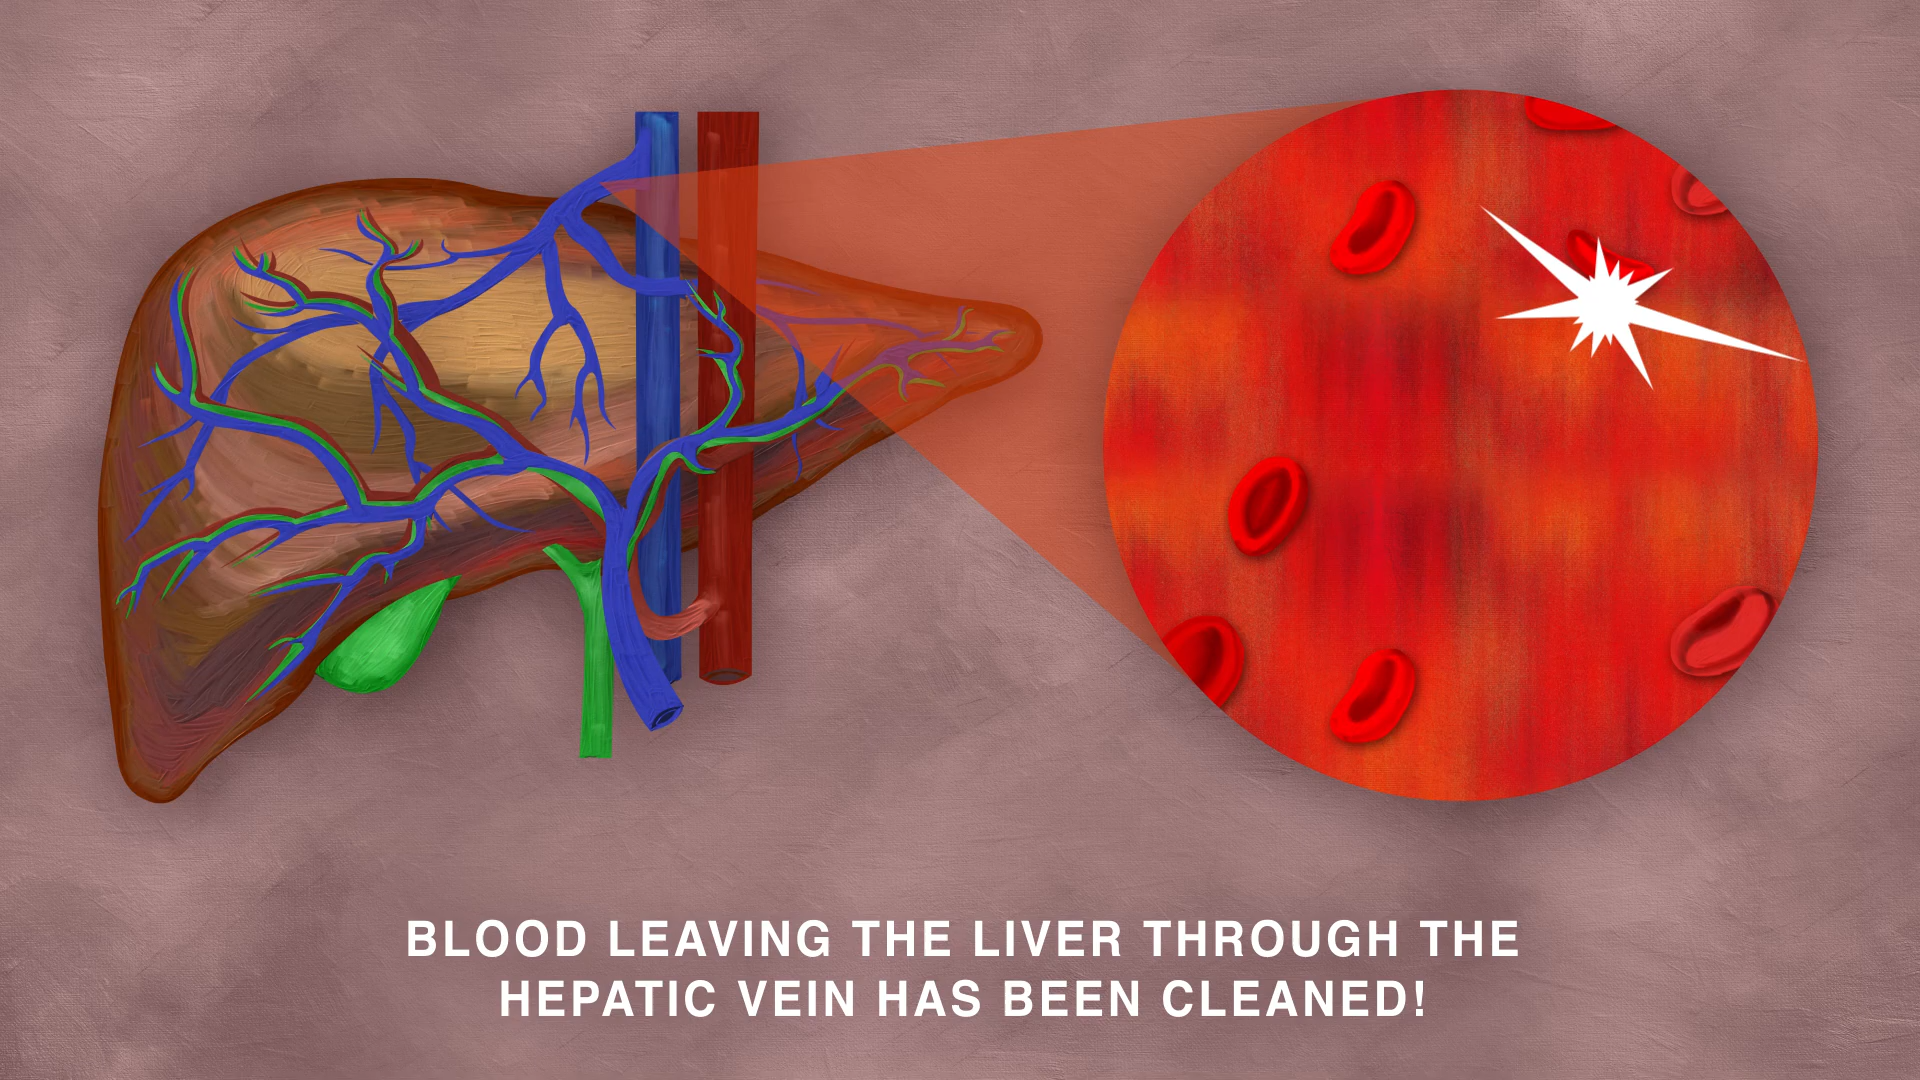 BLOOD LEAVING THE LIVER THROUGH THE
HEPATIC VEIN HAS BEEN CLEANED!